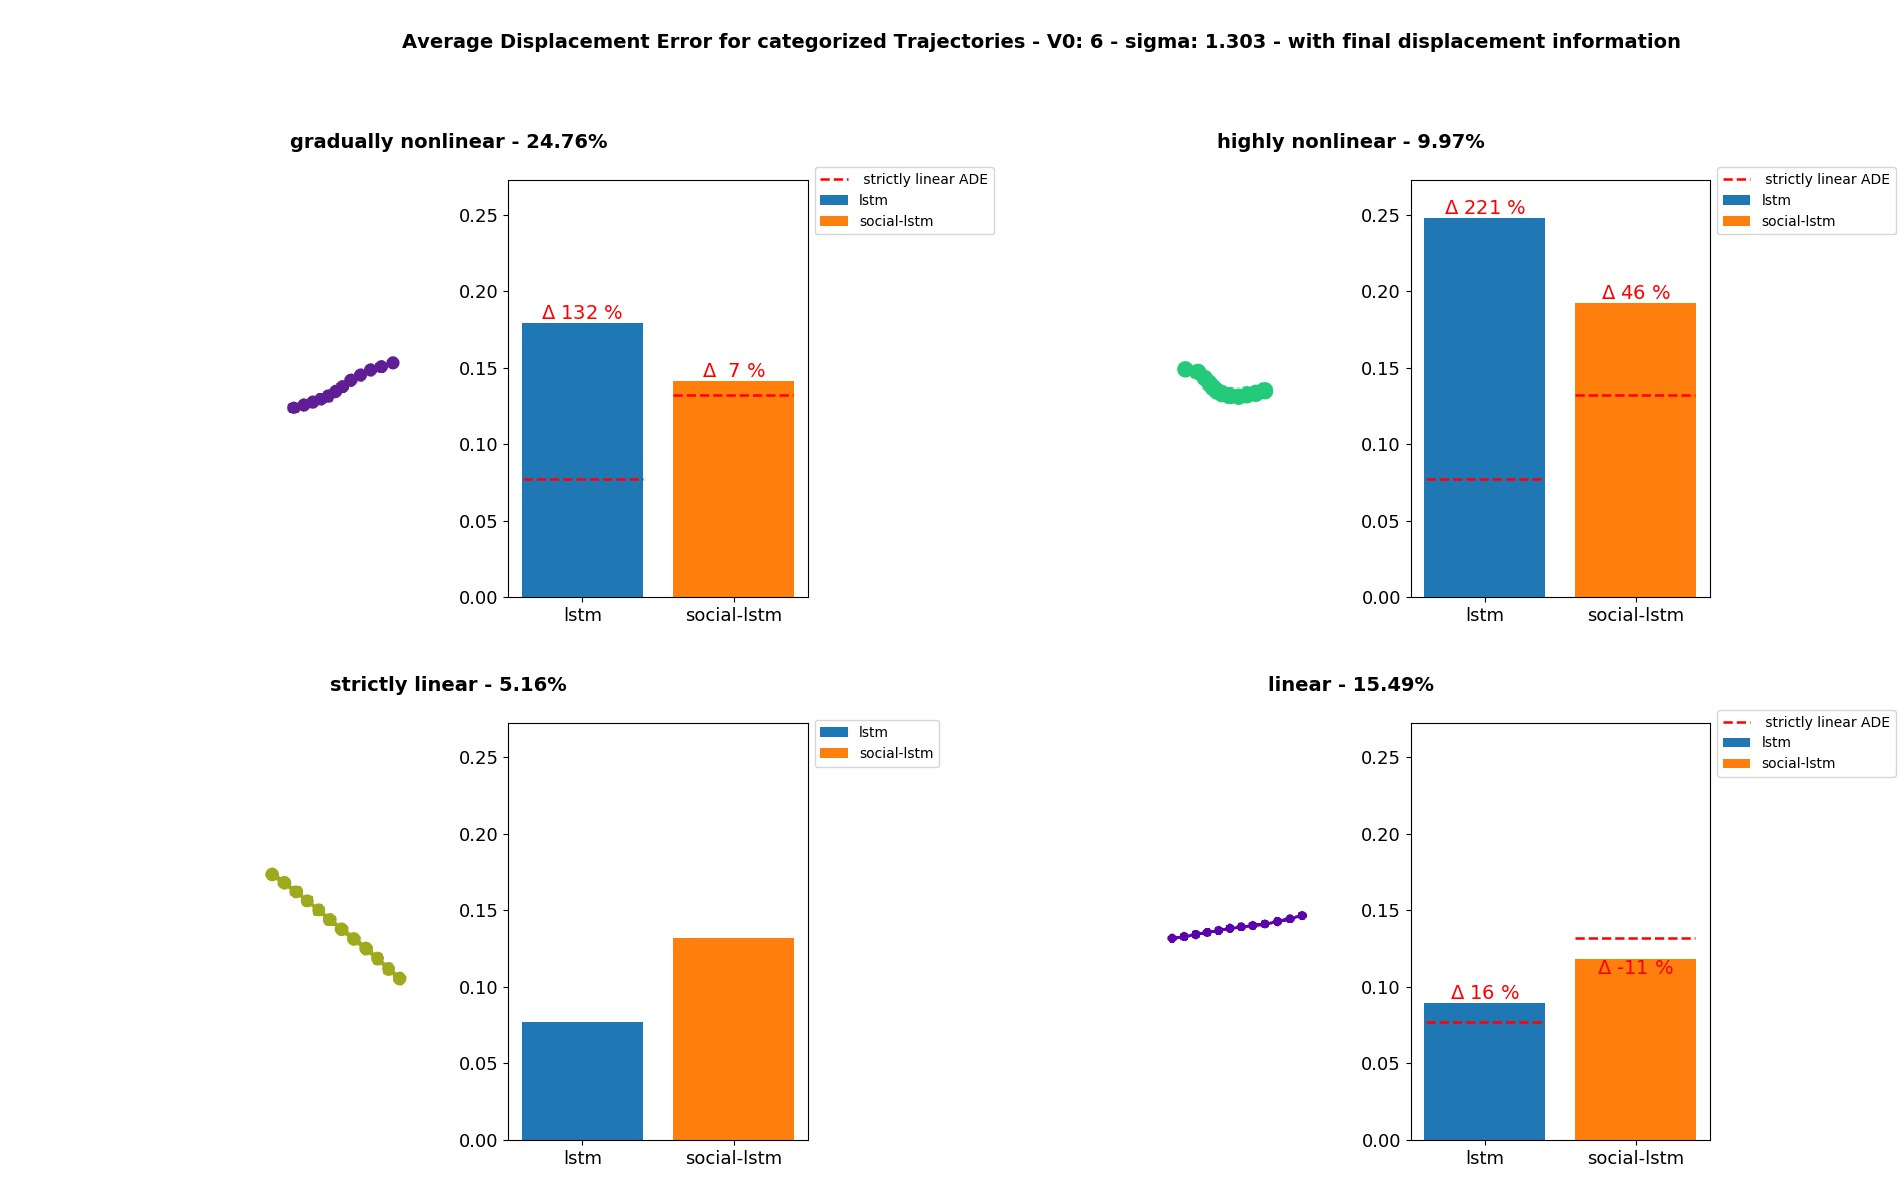 Average Displacement Error for categorized Trajectories - V0: 6 - sigma: 1.303 - with final displacement information
gradually nonlinear - 24.76%
0.25
0.20
0.15
0.10
0.05
0.00
Δ 132 %
Δ  7 %
lstm
social-lstm
strictly linear ADE
lstm
social-lstm
highly nonlinear - 9.97%
0.25
0.20
0.15
0.10
0.05
0.00
Δ 221 %
Δ 46 %
lstm
social-lstm
strictly linear ADE
lstm
social-lstm
strictly linear - 5.16%
0.25
0.20
0.15
0.10
0.05
0.00
lstm
social-lstm
lstm
social-lstm
linear - 15.49%
0.25
0.20
0.15
0.10
0.05
0.00
Δ 16 %
Δ -11 %
lstm
social-lstm
strictly linear ADE
lstm
social-lstm